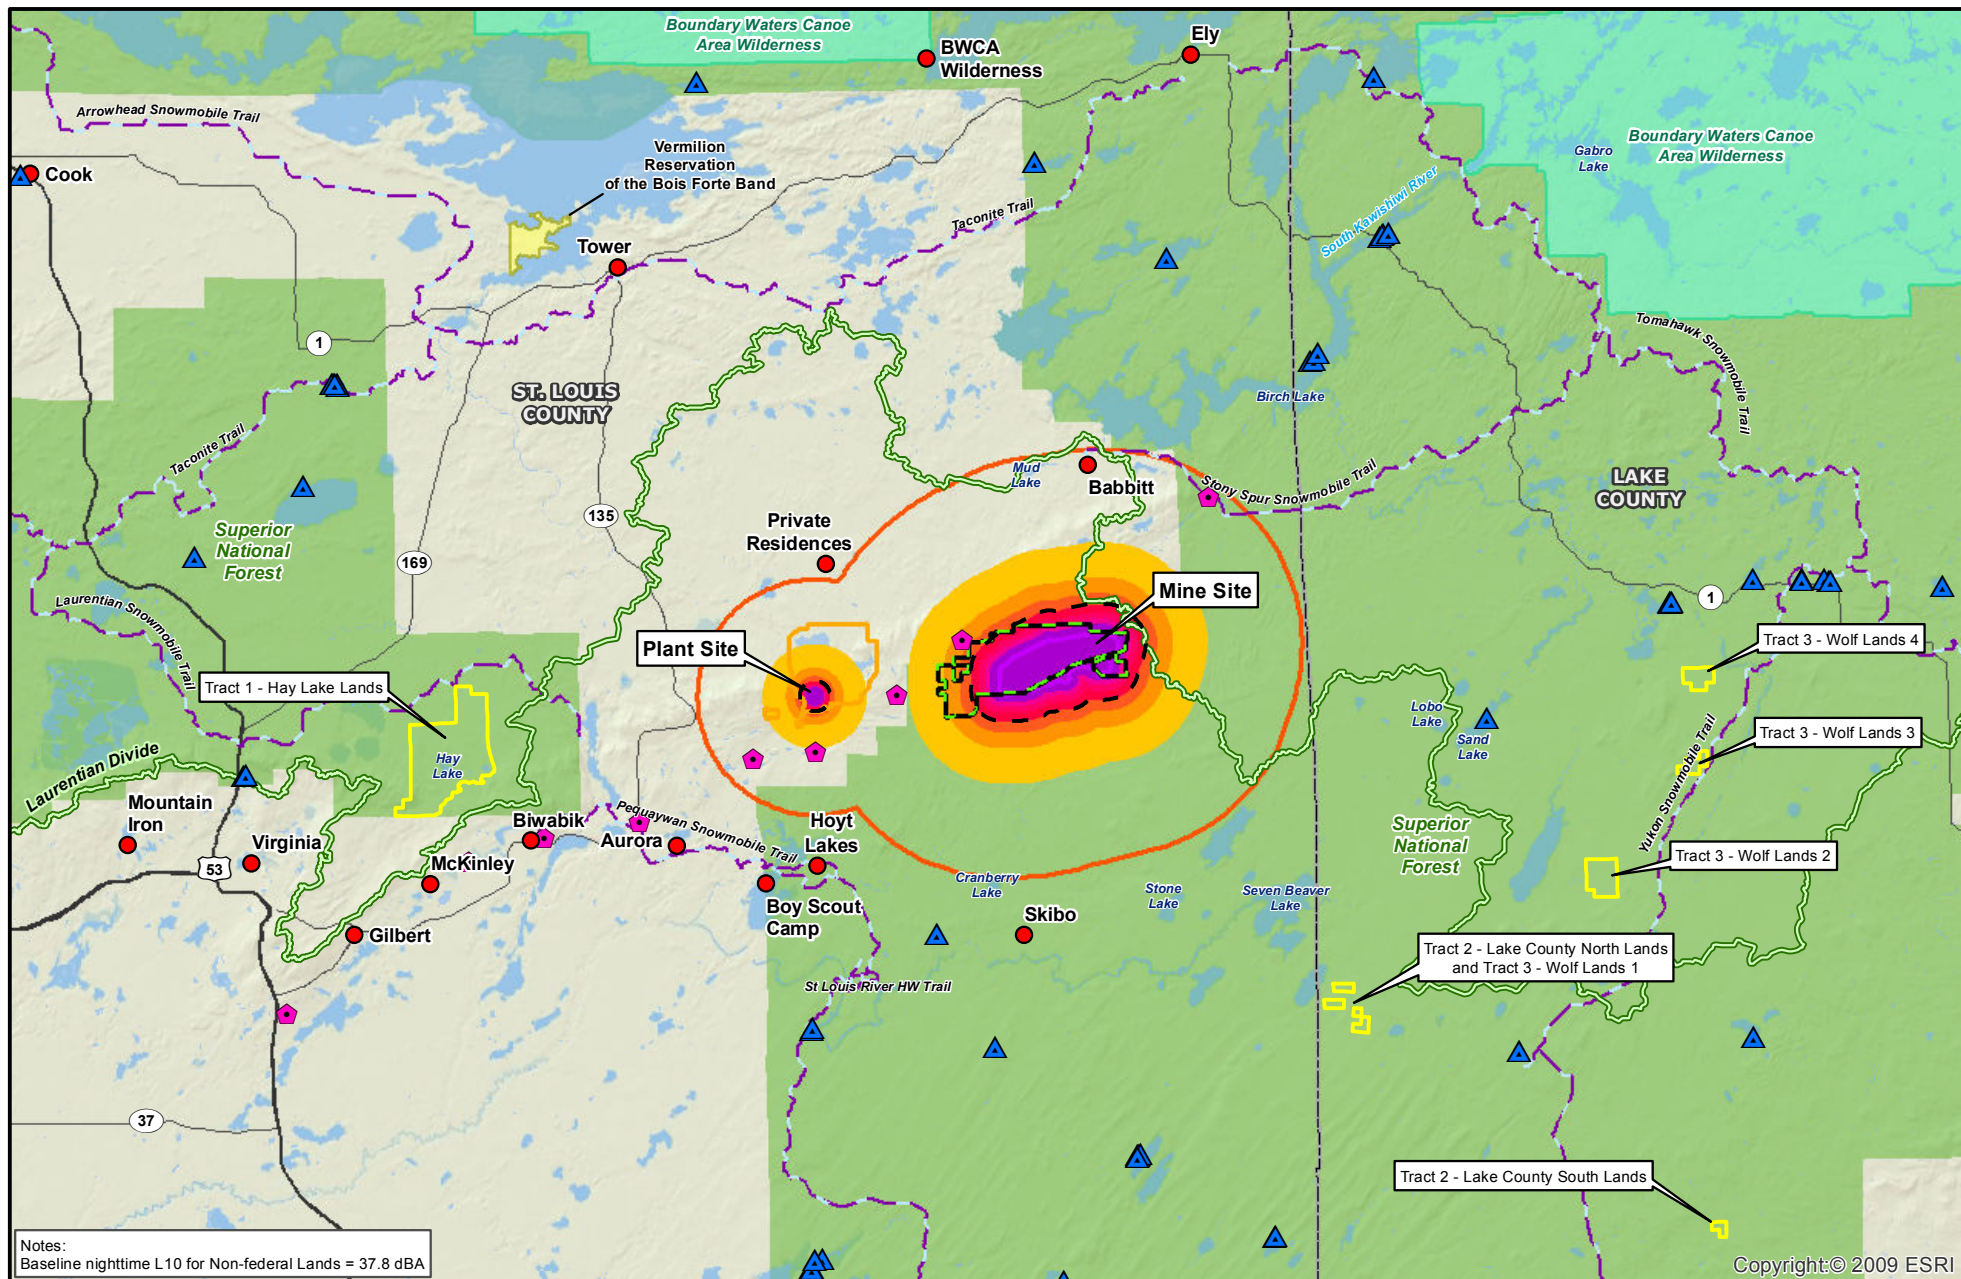 Boundary Waters Canoe
Area Wilderness
BWCA
Wilderness
Ely
Arrowhead Snowmobile Trail
Vermilion
Reservation
of the Bois Forte Band
Boundary Waters Canoe
Area Wilderness
Gabro
Lake
Cook
South Kawishiwi River
Taconite Trail
Tower
1
Tomahawk Snowmobile Trail
ST. LOUIS
COUNTY
Birch Lake
Taconite Trail
Mud
Lake
Babbitt
Stony Spur Snowmobile Trail
LAKE
COUNTY
135
Private
Residences
Superior
National
Forest
169
Mine Site
1
Laurentian Snowmobile Trail
Plant Site
Tract 3 - Wolf Lands 4
Tract 1 - Hay Lake Lands
Lobo
Lake
Sand
Lake
Tract 3 - Wolf Lands 3
Hay
Lake
Laurentian Divide
Yukon Snowmobile Trail
Mountain
Iron
Virginia
Biwabik
Pequaywan Snowmobile Trail
Aurora
Hoyt
Lakes
Superior
National
Forest
Tract 3 - Wolf Lands 2
53
McKinley
Cranberry
Lake
Stone
Lake
Seven Beaver
Lake
Boy Scout
Camp
Skibo
Gilbert
Tract 2 - Lake County North Lands
and Tract 3 - Wolf Lands 1
St Louis River HW Trail
37
Tract 2 - Lake County South Lands
Notes:
Baseline nighttime L10 for Non-federal Lands = 37.8 dBA
Copyright:© 2009 ESRI